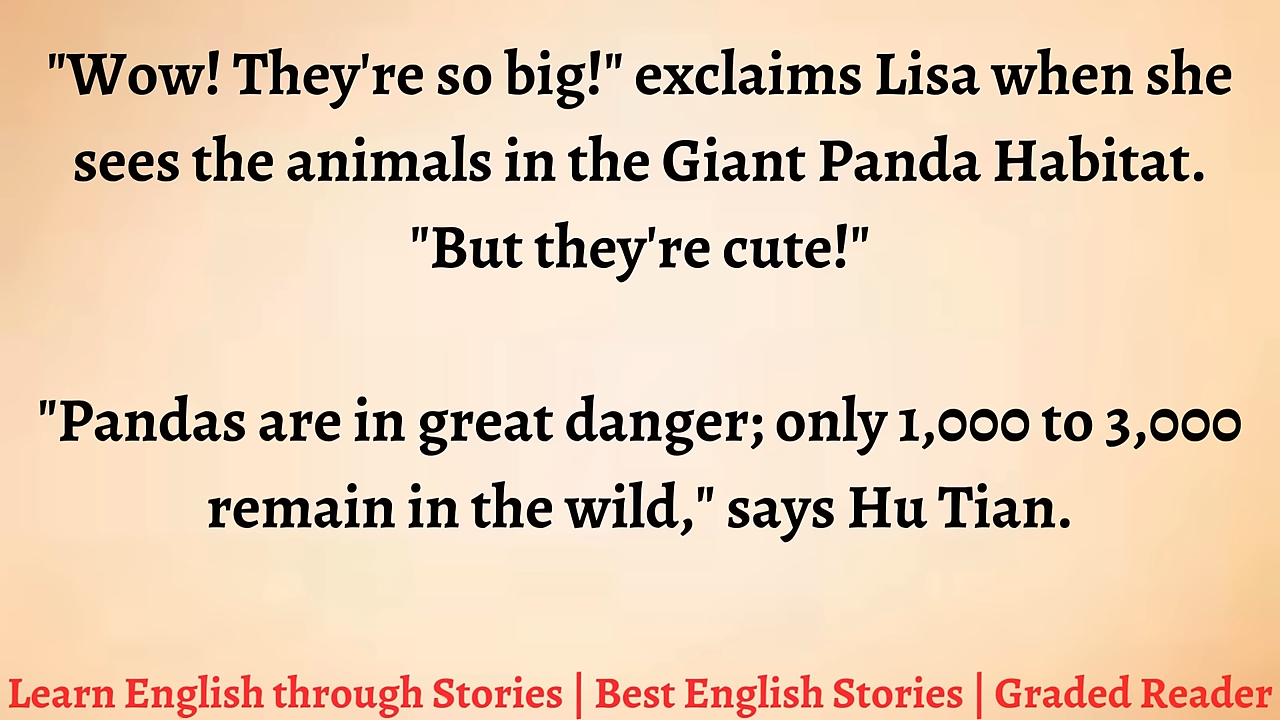 "Wow! They're so big!" exclaims Lisa when she
sees the animals in the Giant Panda Habitat.
"But they're cute!"
"Pandas are in great danger; only 1,000 to 3,000
remain in the wild," says Hu Tian.
Learn English through Stories | Best English Stories | Graded Reader